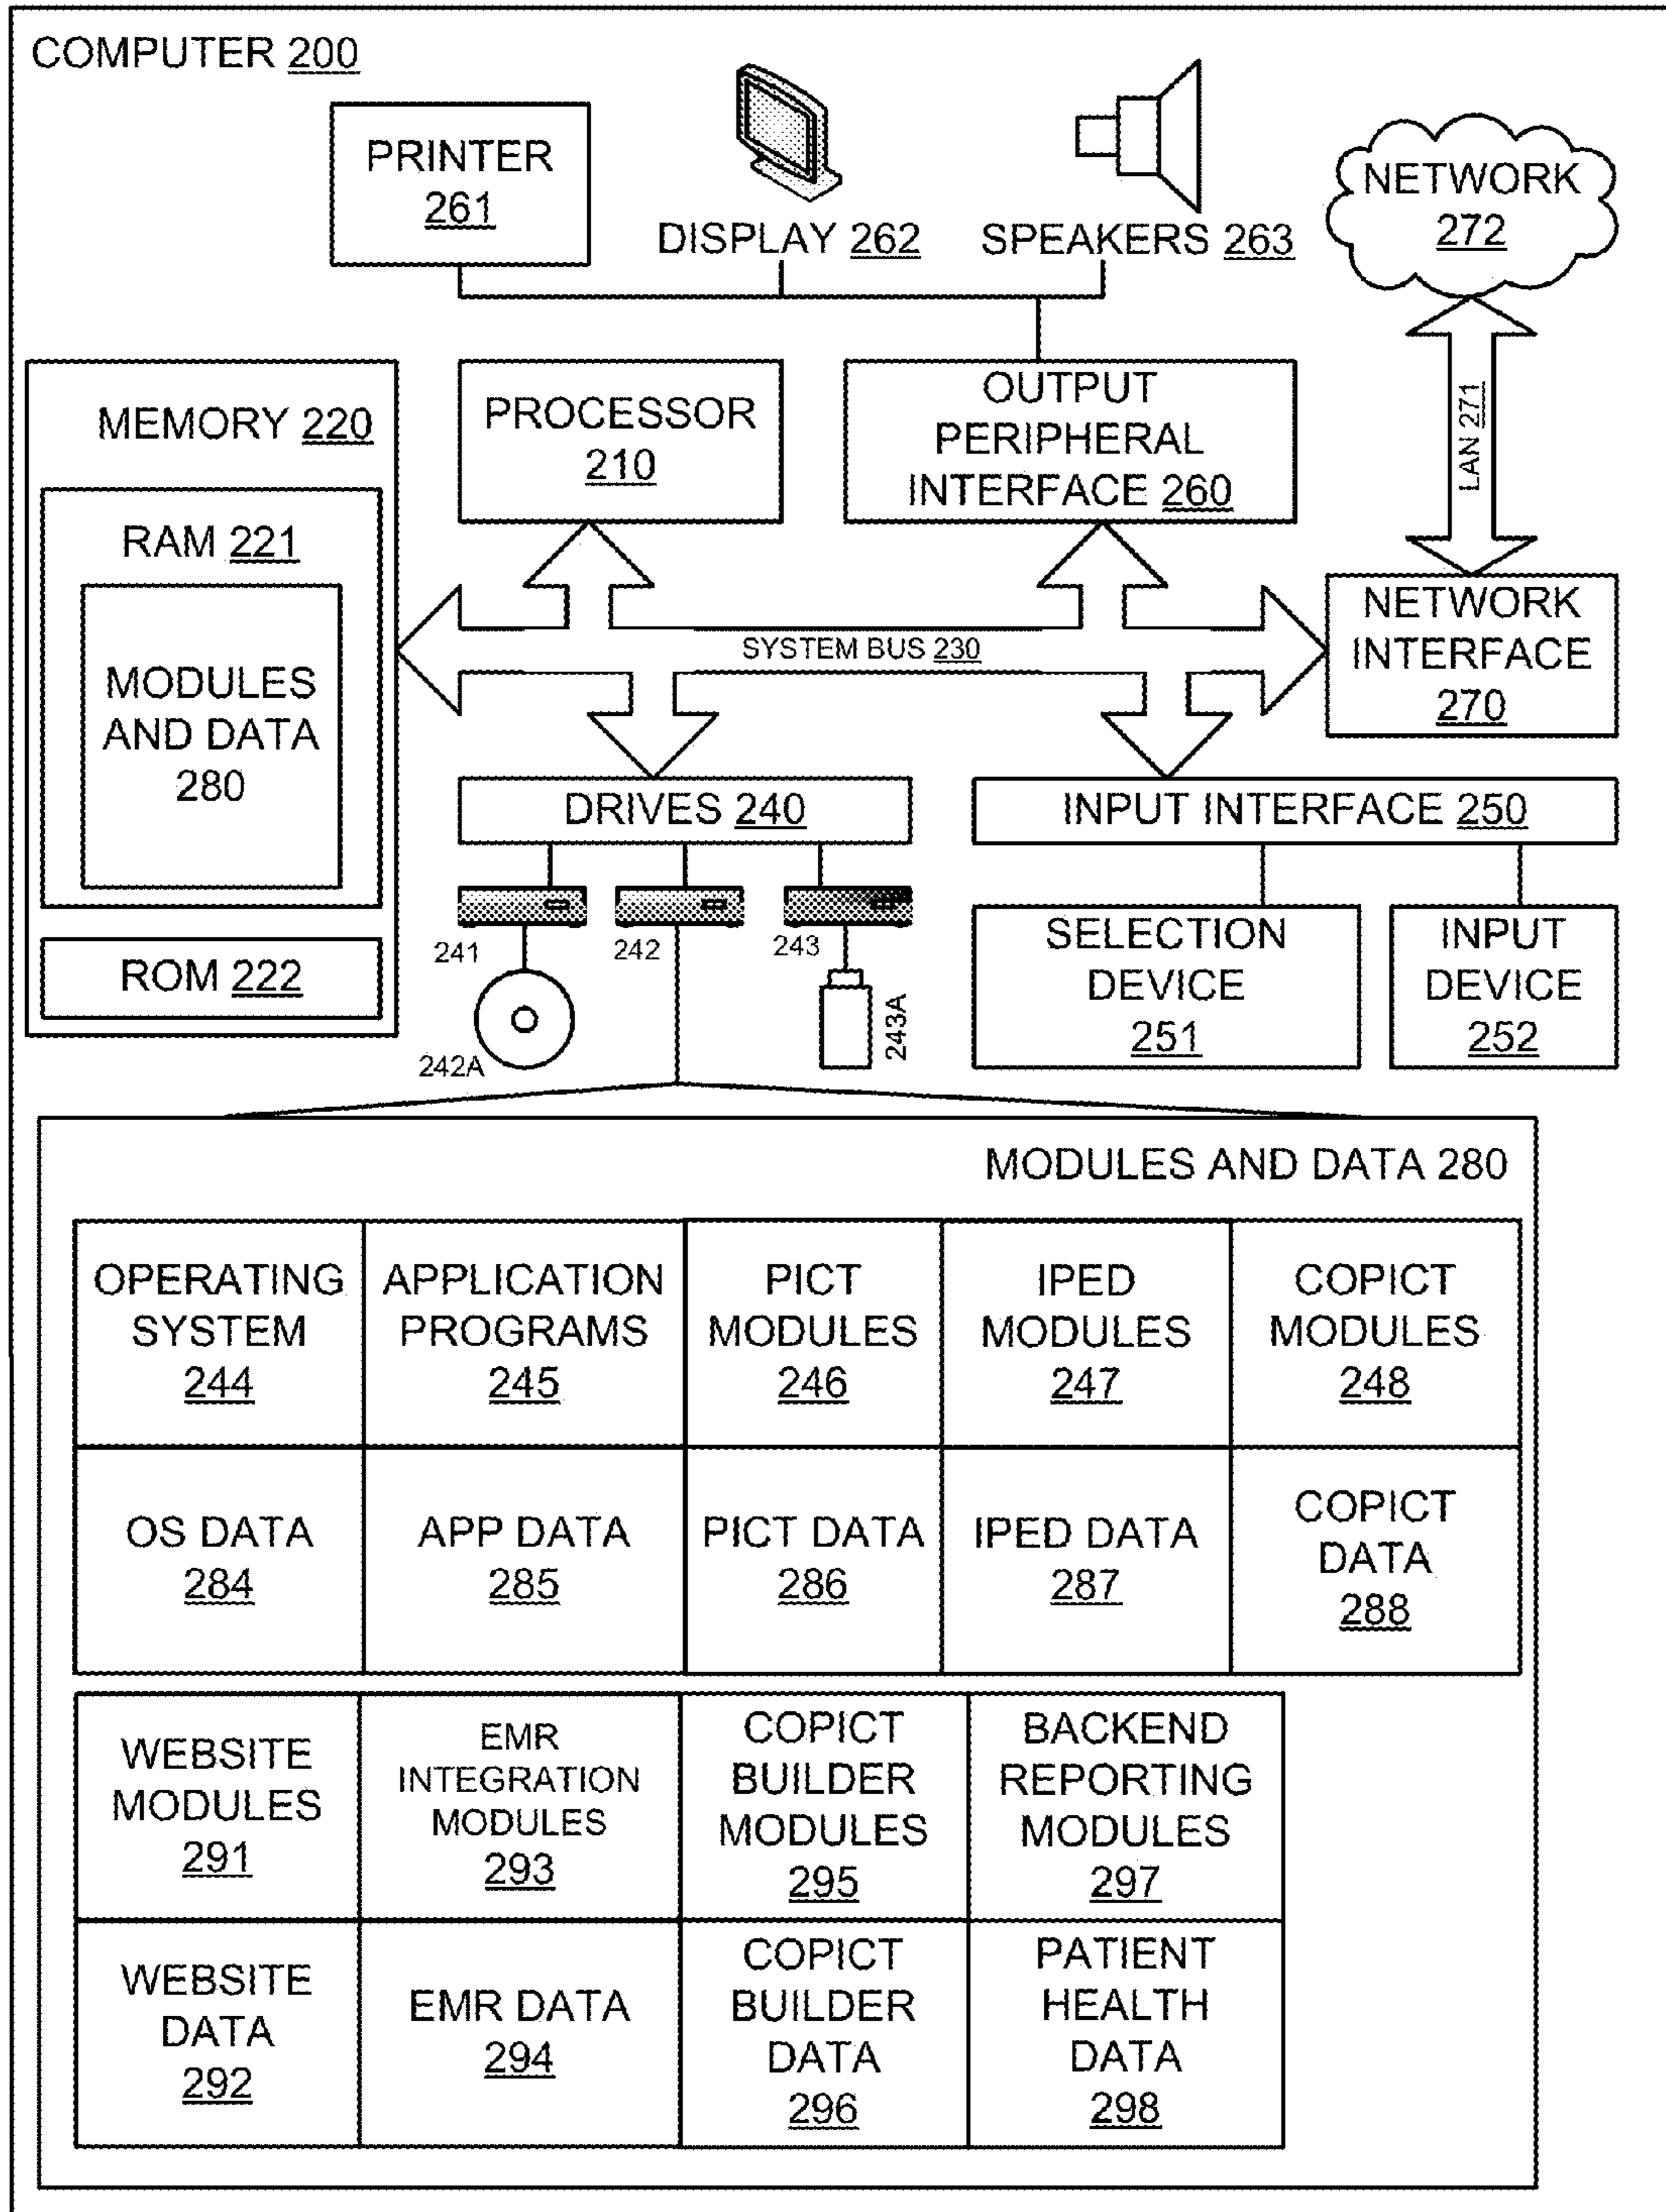 COMPUTER 200
PRINTER
261
DISPLAY 262
SPEAKERS 263
NETWORK
272
LAN 271
MEMORY 220
RAM 221
MODULES
AND DATA
280
ROM 222
PROCESSOR
210
OUTPUT
PERIPHERAL
INTERFACE 260
SYSTEM BUS 230
NETWORK
INTERFACE
270
DRIVES 240
241
242
243
242A
243A
INPUT INTERFACE 250
SELECTION
DEVICE
251
INPUT
DEVICE
252
MODULES AND DATA 280
OPERATING
SYSTEM
244
APPLICATION
PROGRAMS
245
PICT
MODULES
246
IPED
MODULES
247
COPICT
MODULES
248
OS DATA
284
APP DATA
285
PICT DATA
286
IPED DATA
287
COPICT
DATA
288
WEBSITE
MODULES
291
EMR
INTEGRATION
MODULES
293
COPICT
BUILDER
MODULES
295
BACKEND
REPORTING
MODULES
297
WEBSITE
DATA
292
EMR DATA
294
COPICT
BUILDER
DATA
296
PATIENT
HEALTH
DATA
298